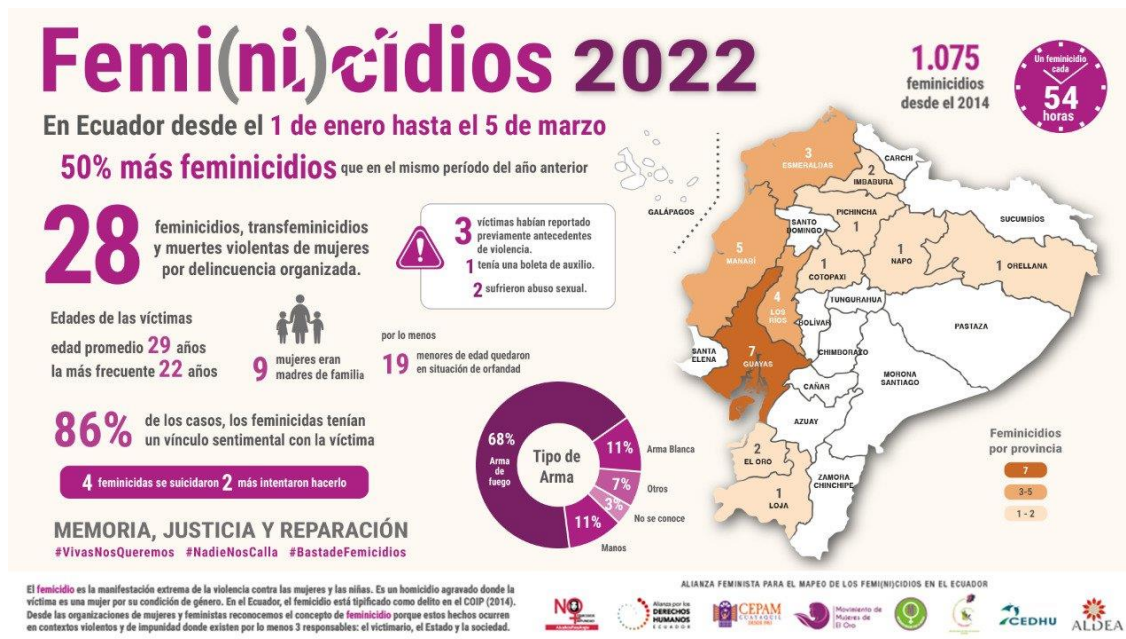 Femi(ni)cidios 2022
1.075
feminicidios
desde el 2014
Un feminicidio
cada
54
horas
En Ecuador desde el 1 de enero hasta el 5 de marzo
50% más feminicidios que en el mismo período del año anterior
28
feminicidios, transfeminicidios
y muertes violentas de mujeres
por delincuencia organizada.
3 víctimas habían reportado
previamente antecedentes
de violencia.
1 tenía una boleta de auxilio.
2 sufrieron abuso sexual.
Edades de las víctimas
edad promedio 29 años
la más frecuente 22 años
9 mujeres eran
madres de familia
por lo menos
19 menores de edad quedaron
en situación de orfandad
86% de los casos, los feminicidas tenían
un vínculo sentimental con la víctima
4 feminicidas se suicidaron 2 más intentaron hacerlo
MEMORIA, JUSTICIA Y REPARACIÓN
#VivasNosQueremos #NadieNosCalla #BastadeFemicidios
Tipo de
Arma
68%
Arma
de
fuego
11%
Arma Blanca
7%
Otros
3%
No se conoce
11%
Manos
GALÁPAGOS
3
ESMERALDAS
CARCHI
2
IMBABURA
PICHINCHA
1
SANTO
DOMINGO
SUCUMBÍOS
5
MANABÍ
1
COTOPAXI
1
NAPO
1 ORELLANA
4
LOS
RÍOS
TUNGURAHUA
BOLÍVAR
PASTAZA
SANTA
ELENA
7
GUAYAS
CHIMBORAZO
MORONA
SANTIAGO
CAÑAR
AZUAY
2
EL ORO
ZAMORA
CHINCHIPE
1
LOJA
Feminicidios
por provincia
7
3-5
1 - 2
El femicidio es la manifestación extrema de la violencia contra las mujeres y las niñas. Es un homicidio agravado donde la
víctima es una mujer por su condición de género. En el Ecuador, el femicidio está tipificado como delito en el COIP (2014).
Desde las organizaciones de mujeres y feministas reconocemos el concepto de feminicidio porque estos hechos ocurren
en contextos violentos y de impunidad donde existen por lo menos 3 responsables: el victimario, el Estado y la sociedad.
ALIANZA FEMINISTA PARA EL MAPEO DE LOS FEMI(NI)CIDIOS EN EL ECUADOR
NO
Alianza por los
DERECHOS
HUMANOS
ECUADOR
CEPAM
GUAYAQUIL
Movimiento de
Mujeres de
El Oro
CEDHU
ALDEA